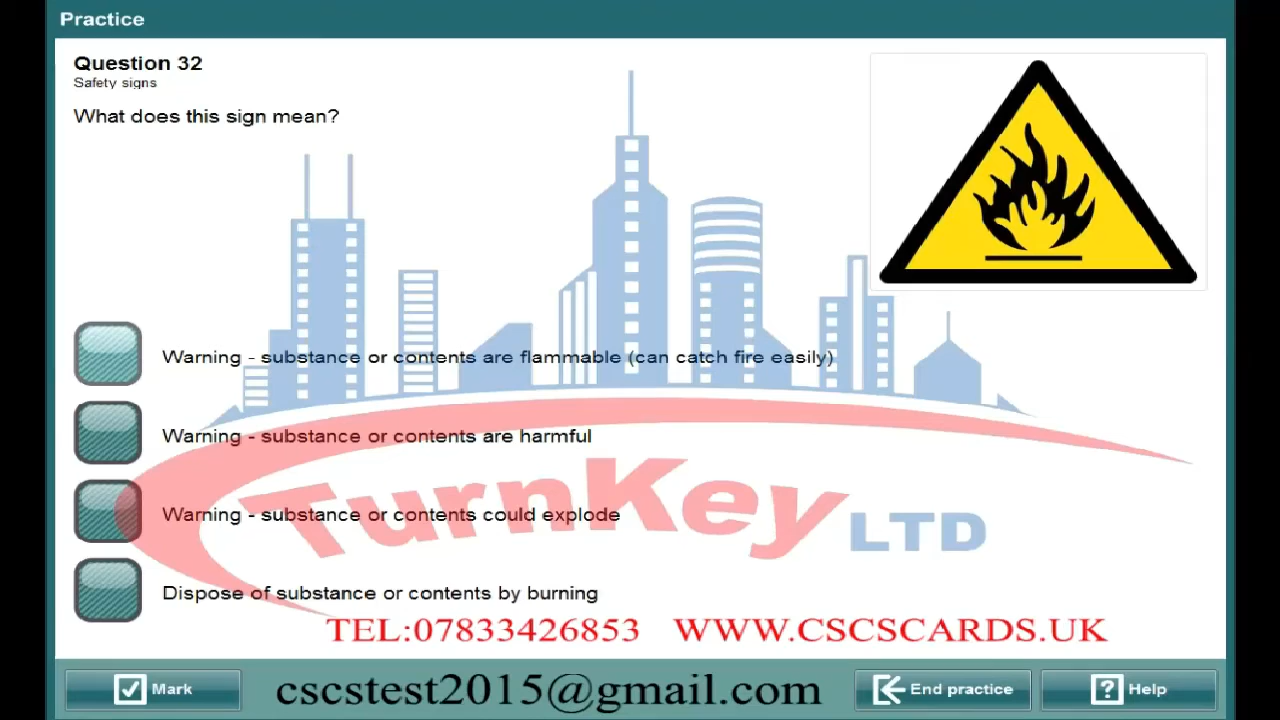 Practice
Question 32
Safety signs
What does this sign mean?
Warning - substance or contents are flammable (can catch fire easily)
Warning - substance or contents are harmful
Warning - substance or contents could explode
Dispose of substance or contents by burning
TurnKey LTD
TEL:07833426853 WWW.CSCSCARDS.UK
Mark
cscstest2015@gmail.com
End practice
? Help